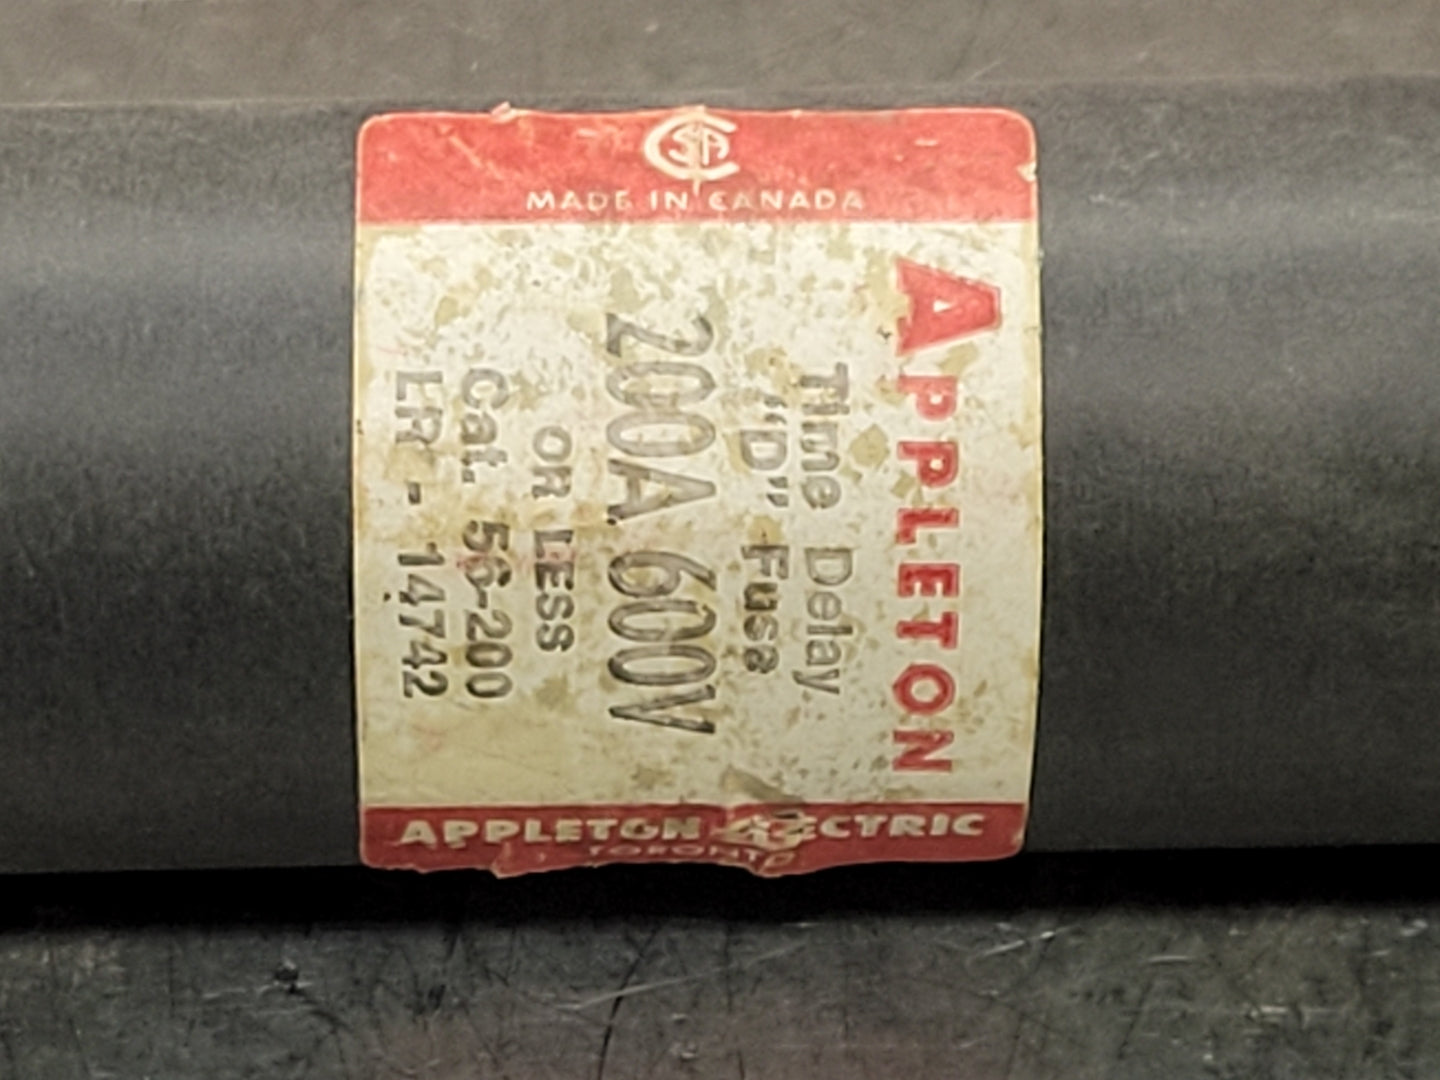 CSA
MADE IN CANADA
APPLETON
Time Delay
"D" Fuse
200A 600V
OR LESS
Cat. 56-200
LR - 14742
APPLETON ELECTRIC
TORONTO